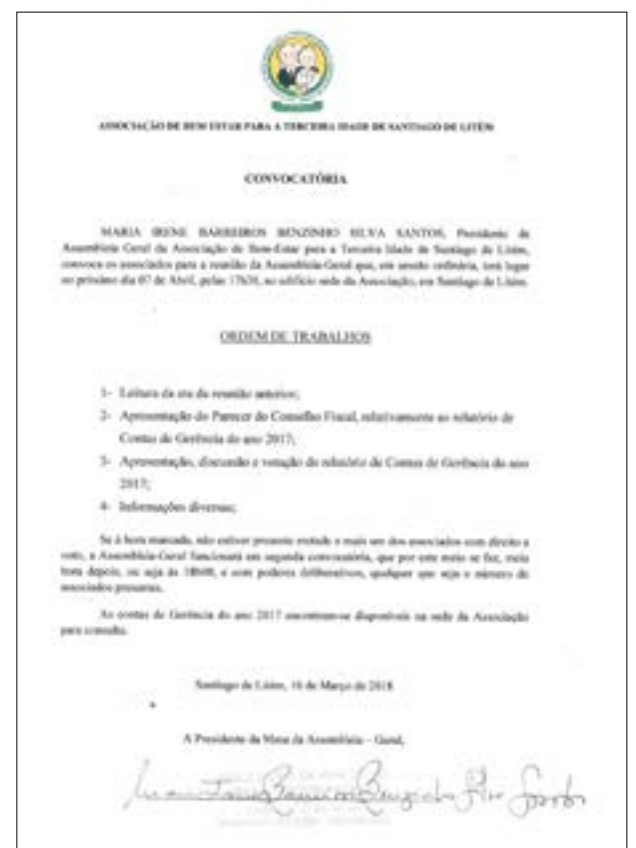 ASSOCIAÇÃO DE BEM ESTAR PARA A TERCEIRA IDADE DE SANTIAGO DE LITÉM
CONVOCATÓRIA
MARIA IRENE BARREIROS BENZINHO SILVA SANTOS, Presidente da
Assembleia Geral da Associação de Bem-Estar para a Terceira Idade de Santiago de Litém,
convoca os associados para a reunião da Assembleia Geral que, em sessão ordinária, terá lugar
no próximo dia 07 de Abril, pelas 17h30, no edifício sede da Associação, em Santiago de Litém.
ORDEM DE TRABALHOS
1- Leitura da ata da reunião anterior;
2- Apresentação do Parecer do Conselho Fiscal, relativamente ao relatório de
Contas de Gerência do ano 2017;
3- Apresentação, discussão e votação do relatório de Contas de Gerência do ano
2017;
4- Informações diversas;
Se à hora marcada, não estiver presente metade e mais um dos associados com direito a
voto, a Assembleia Geral funcionará em segunda convocatória, que por este meio se faz, meia
hora depois, ou seja às 18h00, e com poderes deliberativos, qualquer que seja o número de
associados presentes.
As contas de Gerência do ano 2017 encontram-se disponíveis na sede da Associação
para consulta.
Santiago de Litém, 16 de Março de 2018
A Presidente da Mesa da Assembleia – Geral,
Maria Irene Barreiros Benzinho Silva Santos